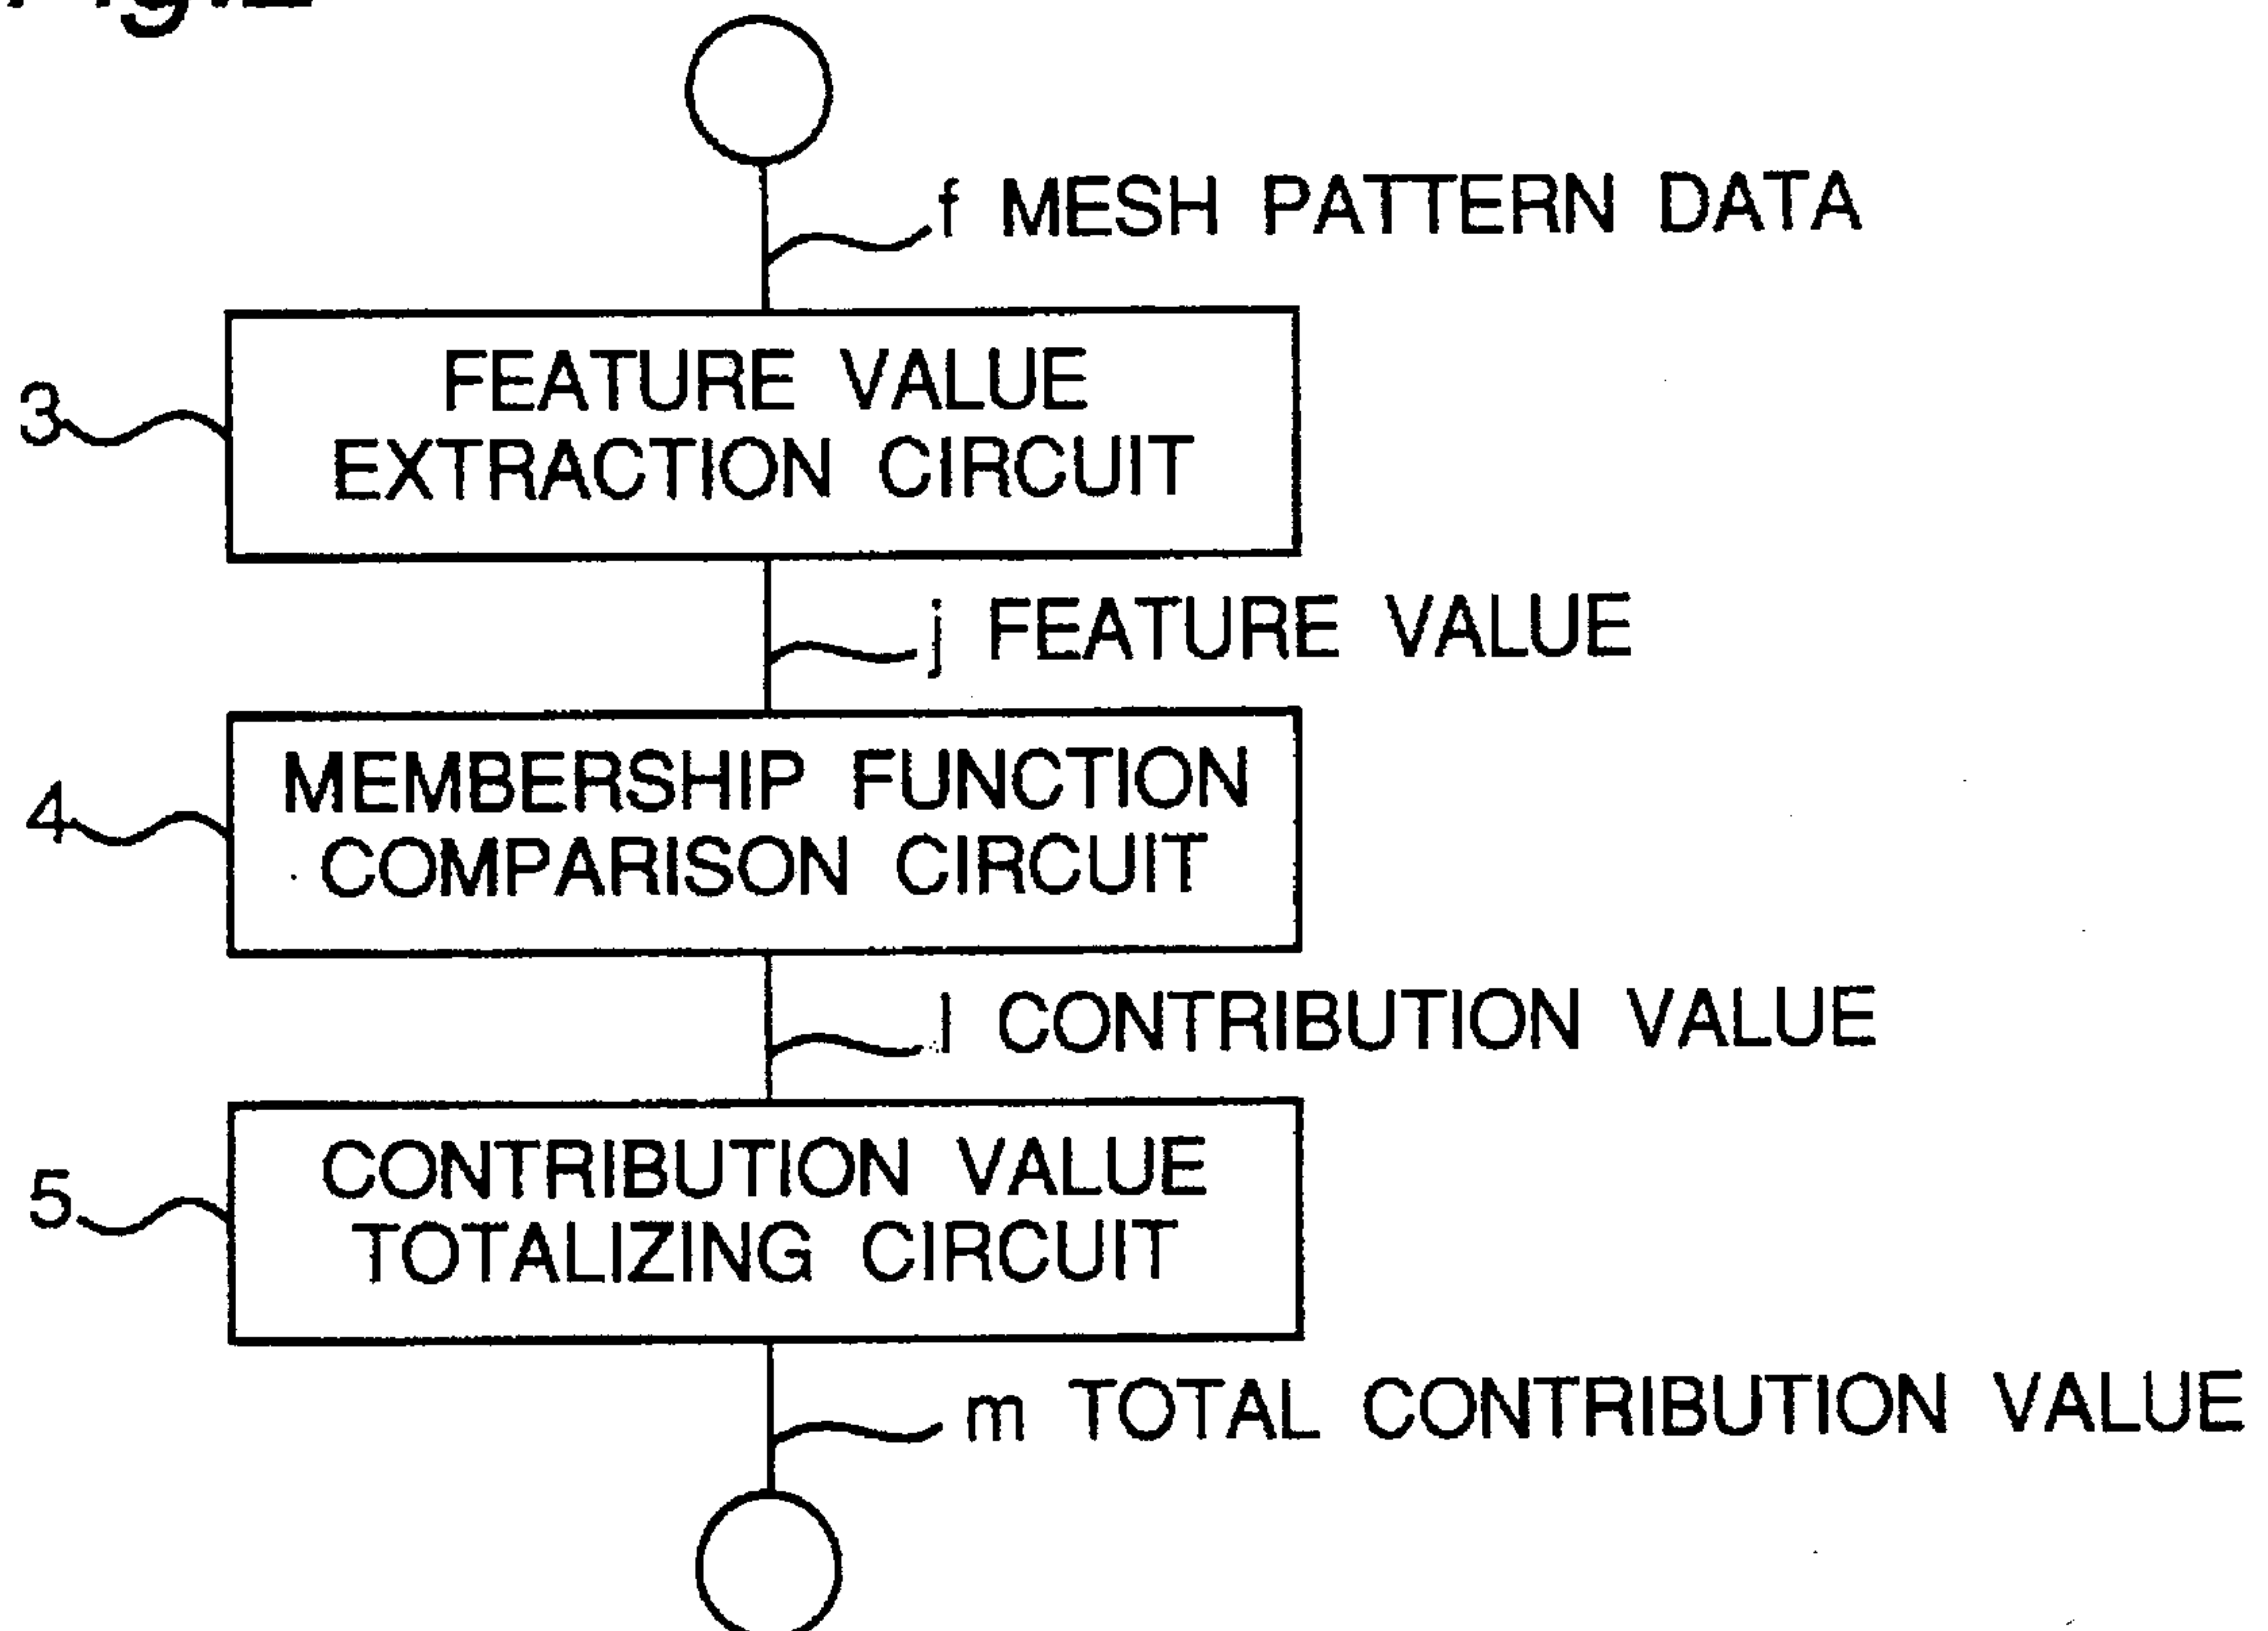 f MESH PATTERN DATA
FEATURE VALUE
EXTRACTION CIRCUIT
3
j FEATURE VALUE
MEMBERSHIP FUNCTION
COMPARISON CIRCUIT
4
l CONTRIBUTION VALUE
CONTRIBUTION VALUE
TOTALIZING CIRCUIT
5
m TOTAL CONTRIBUTION VALUE